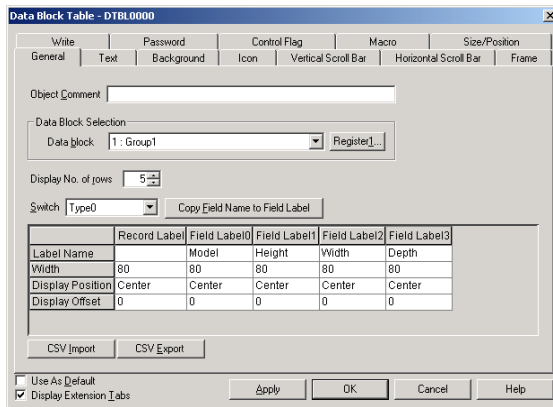 Data Block Table - DTBL0000
Write Password Control Flag Macro Size/Position
General Text Background Icon Vertical Scroll Bar Horizontal Scroll Bar Frame
Object Comment
Data Block Selection
Data block 1 : Group1 Register1...
Display No. of rows 5
Switch Type0 Copy Field Name to Field Label
Record Label Field Label0 Field Label1 Field Label2 Field Label3
Label Name Model Height Width Depth
Width 80 80 80 80 80
Display Position Center Center Center Center Center
Display Offset 0 0 0 0 0
CSV Import CSV Export
Use As Default
Display Extension Tabs Apply OK Cancel Help